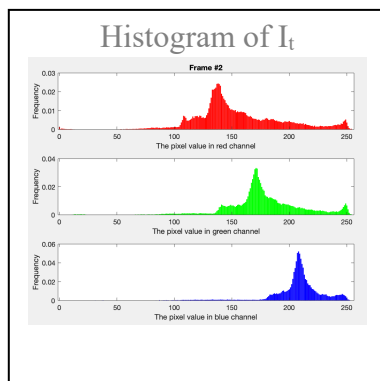 Histogram of It
Frame #2
0.03
0.02
0.01
0
Frequency
0 50 100 150 200 250
The pixel value in red channel
0.04
0.02
0
Frequency
0 50 100 150 200 250
The pixel value in green channel
0.06
0.04
0.02
0
Frequency
0 50 100 150 200 250
The pixel value in blue channel